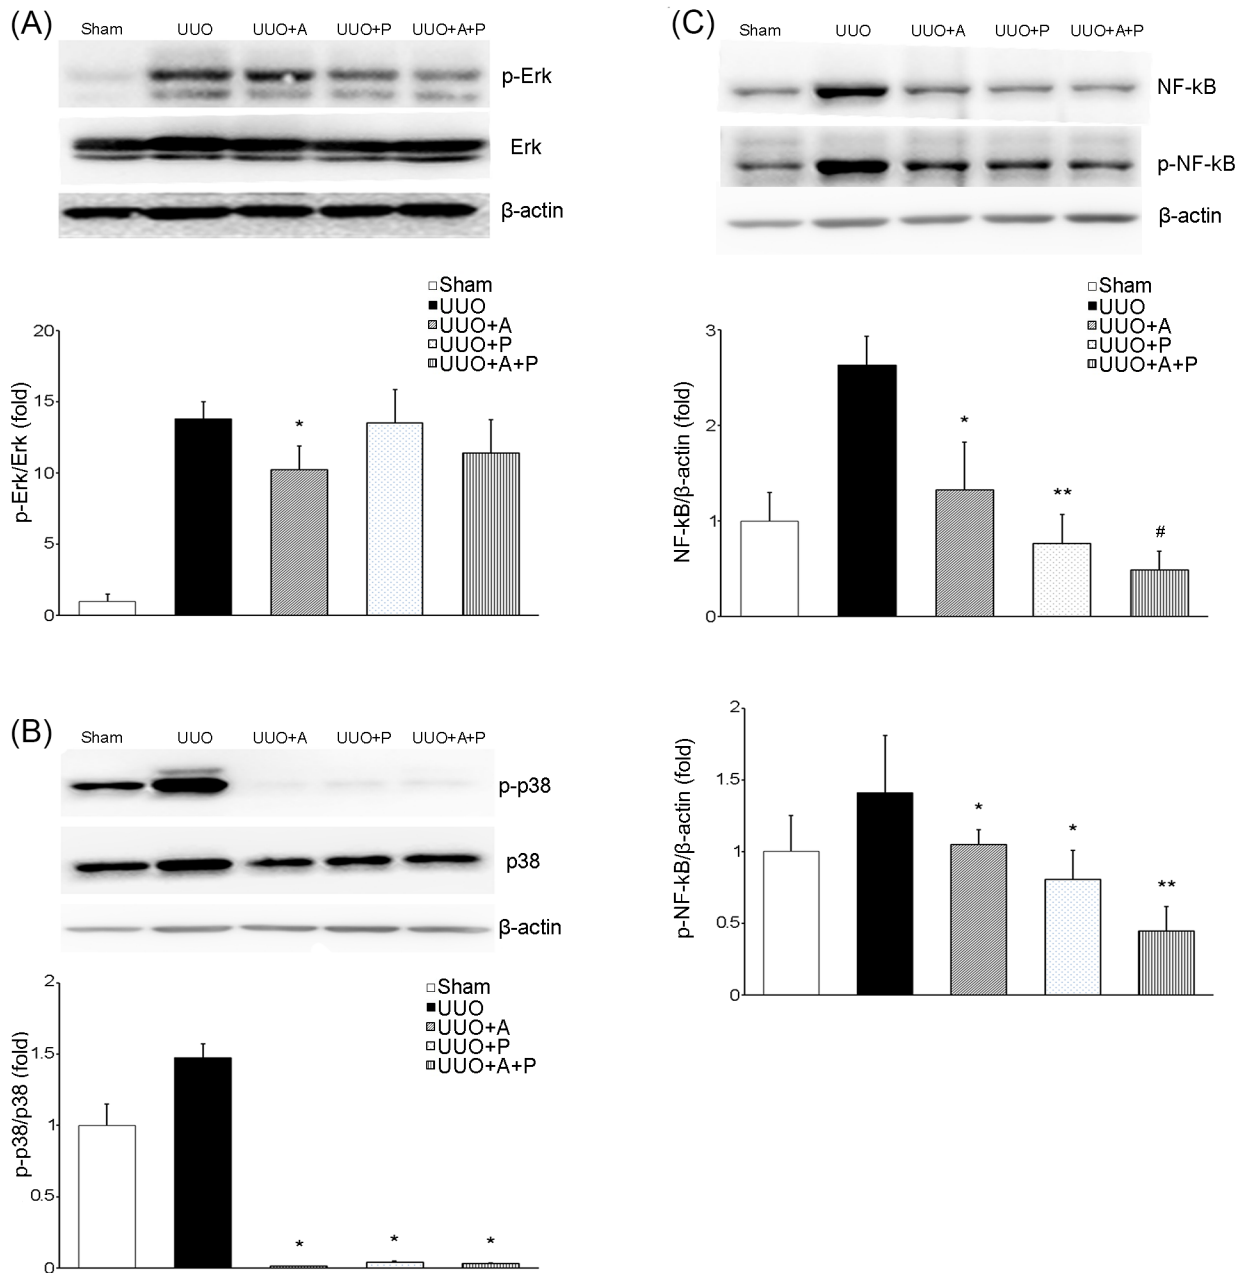 (A)
Sham UUO UUO+A UUO+P UUO+A+P
p-Erk
Erk
β-actin
Sham
UUO
UUO+A
UUO+P
UUO+A+P
p-Erk/Erk (fold)
20
15
10
5
0
*
(B)
Sham UUO UUO+A UUO+P UUO+A+P
p-p38
p38
β-actin
Sham
UUO
UUO+A
UUO+P
UUO+A+P
p-p38/p38 (fold)
2
1.5
1
0.5
0
* * *
(C)
Sham UUO UUO+A UUO+P UUO+A+P
NF-kB
p-NF-kB
β-actin
Sham
UUO
UUO+A
UUO+P
UUO+A+P
NF-kB/β-actin (fold)
3
2
1
0
* ** #
p-NF-kB/β-actin (fold)
2
1.5
1
0.5
0
* * **